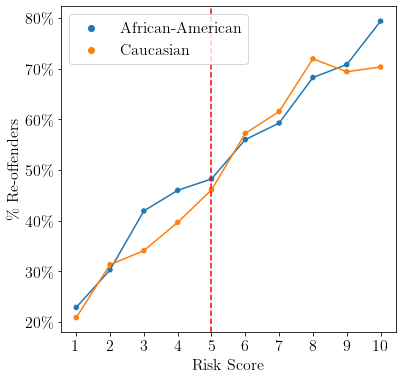 African-American
Caucasian
80%
70%
60%
50%
40%
30%
20%
% Re-offenders
1 2 3 4 5 6 7 8 9 10
Risk Score